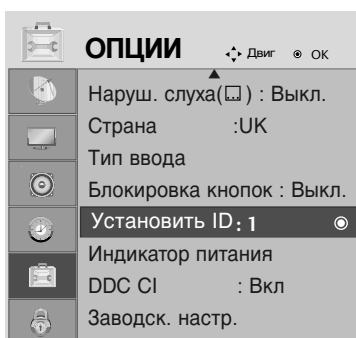 ОПЦИИ Двиг ОК
Наруш. слуха( ) : Выкл.
Страна :UK
Тип ввода
Блокировка кнопок : Выкл.
Установить ID : 1
Индикатор питания
DDC CI : Вкл
Заводск. настр.